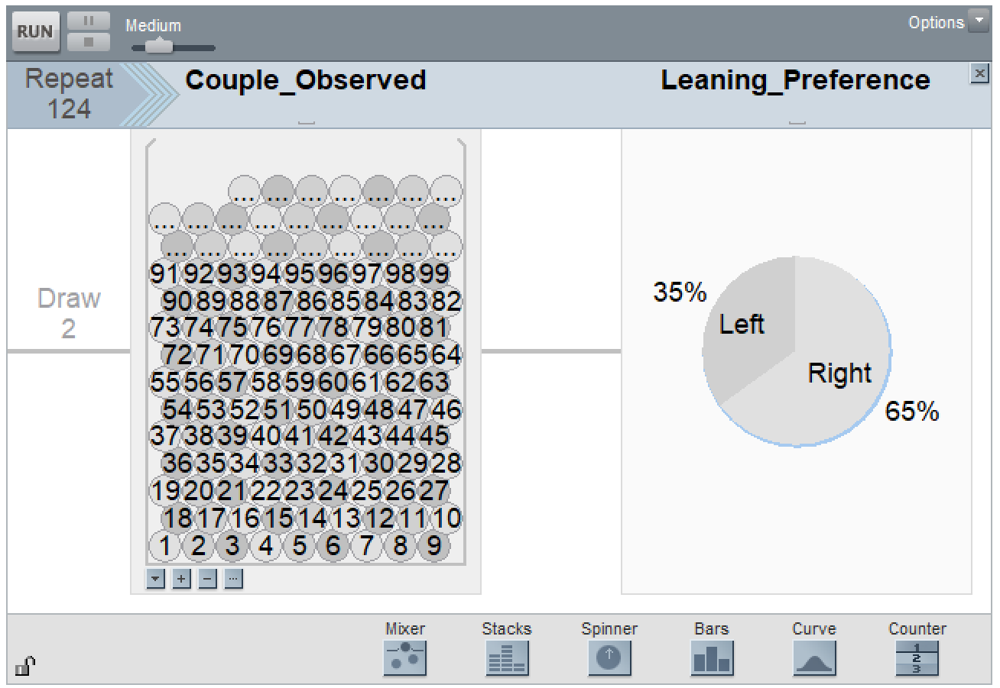 RUN
Medium
Options
Repeat
124
Couple_Observed
Leaning_Preference
Draw
2
... ... ... ... ... ... ...
... ... ... ... ... ... ... ... ...
... ... ... ... ... ... ... ... ...
91 92 93 94 95 96 97 98 99
90 89 88 87 86 85 84 83 82
73 74 75 76 77 78 79 80 81
72 71 70 69 68 67 66 65 64
55 56 57 58 59 60 61 62 63
54 53 52 51 50 49 48 47 46
37 38 39 40 41 42 43 44 45
36 35 34 33 32 31 30 29 28
19 20 21 22 23 24 25 26 27
18 17 16 15 14 13 12 11 10
1 2 3 4 5 6 7 8 9
35%
Left
Right
65%
Mixer Stacks Spinner Bars Curve Counter
1
2
3